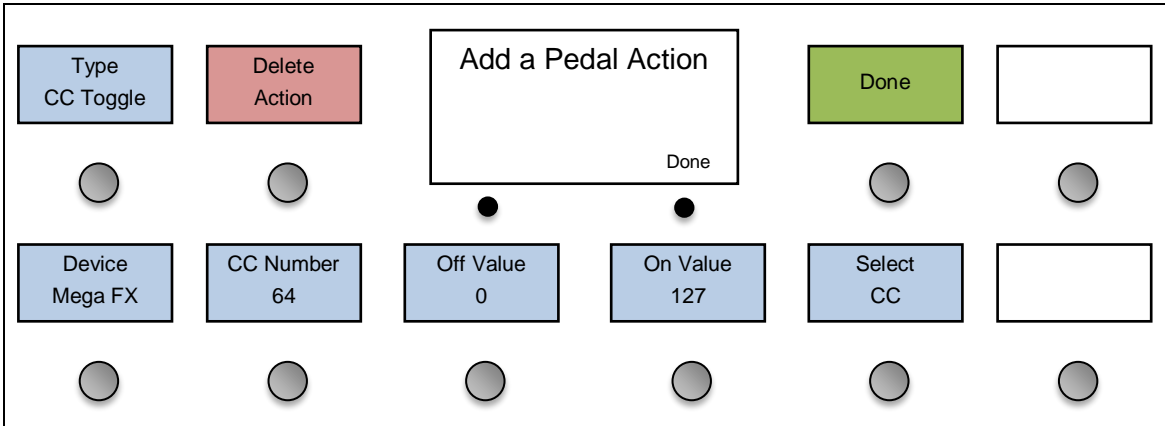 Type
CC Toggle
Delete
Action
Add a Pedal Action
Done
Done
Device
Mega FX
CC Number
64
Off Value
0
On Value
127
Select
CC